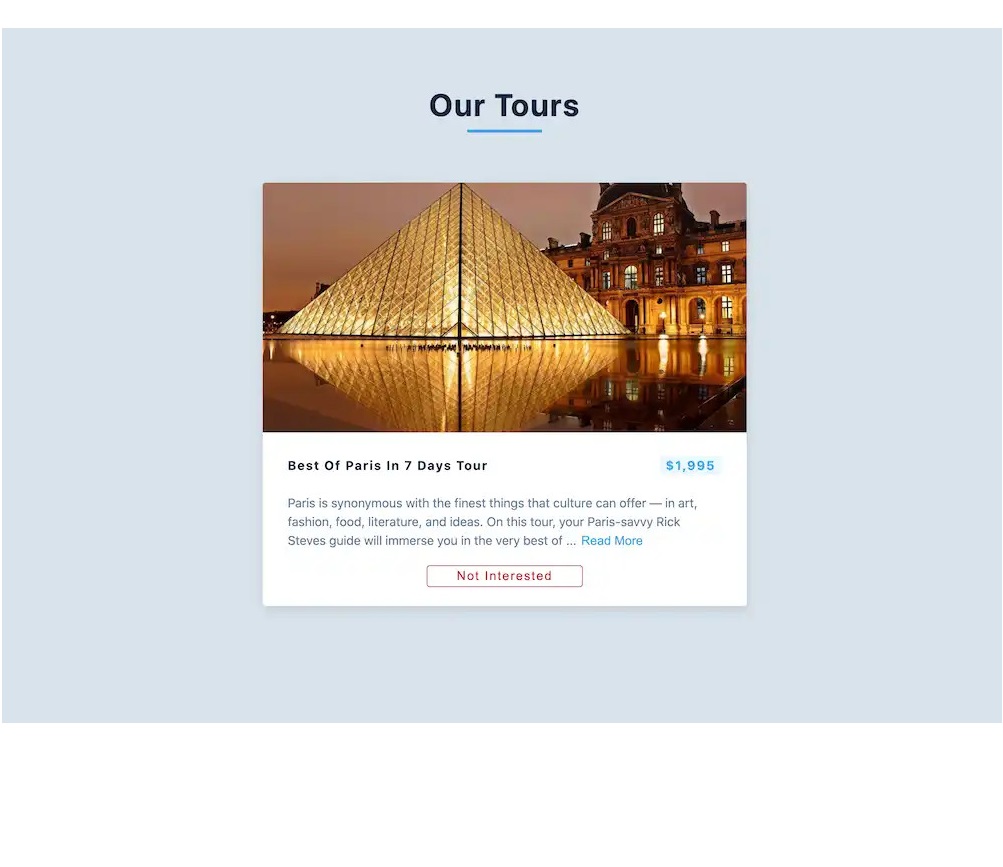 Our Tours
Best Of Paris In 7 Days Tour
$1,995
Paris is synonymous with the finest things that culture can offer — in art,
fashion, food, literature, and ideas. On this tour, your Paris-savvy Rick
Steves guide will immerse you in the very best of ... Read More
Not Interested